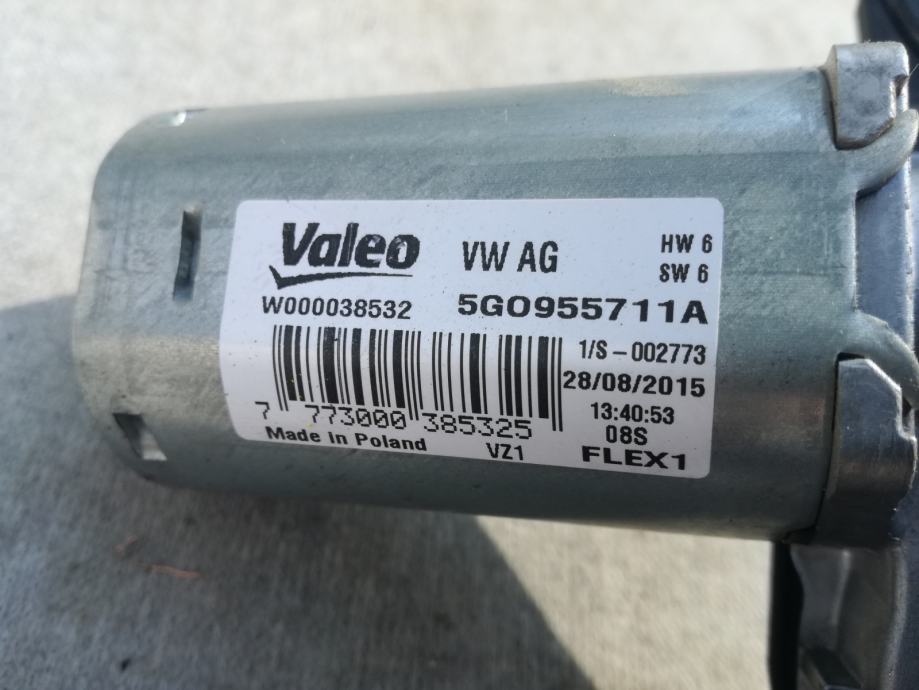 Valeo
VW AG
HW 6
SW 6
W000038532
5G0955711A
1/S-002773
28/08/2015
13:40:53
7 773000 385325
08S
Made in Poland
VZ1
FLEX1